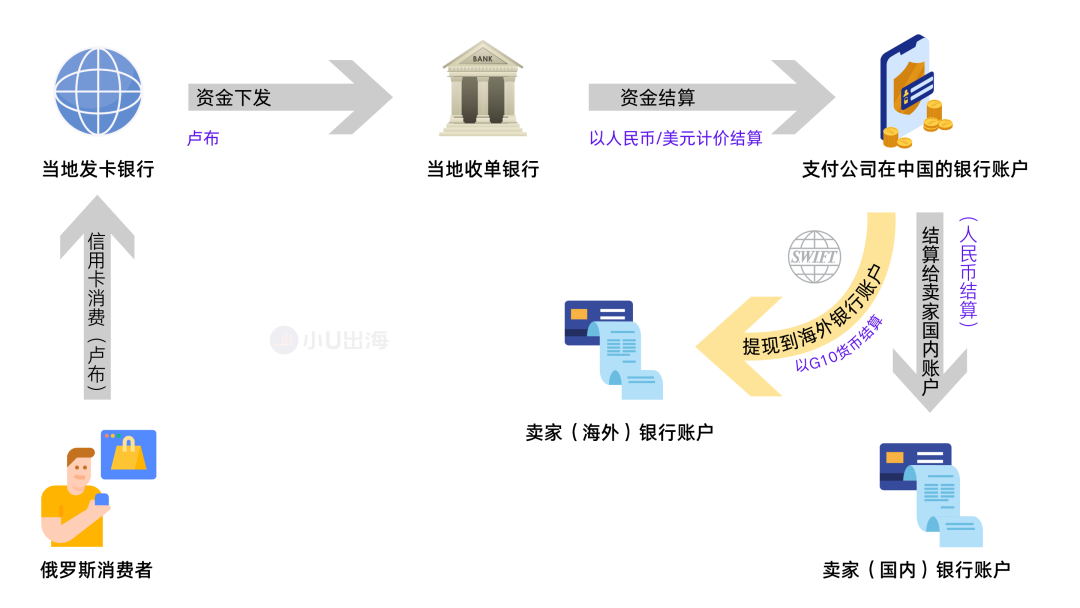 资金下发
卢布
BANK
资金结算
以人民币/美元计价结算
当地发卡银行
当地收单银行
支付公司在中国的银行账户
信用卡消费（卢布）
SWIFT
提现到海外银行账户
以G10货币结算
结算给卖家国内账户
（人民币结算）
小U出海
卖家（海外）银行账户
俄罗斯消费者
卖家（国内）银行账户